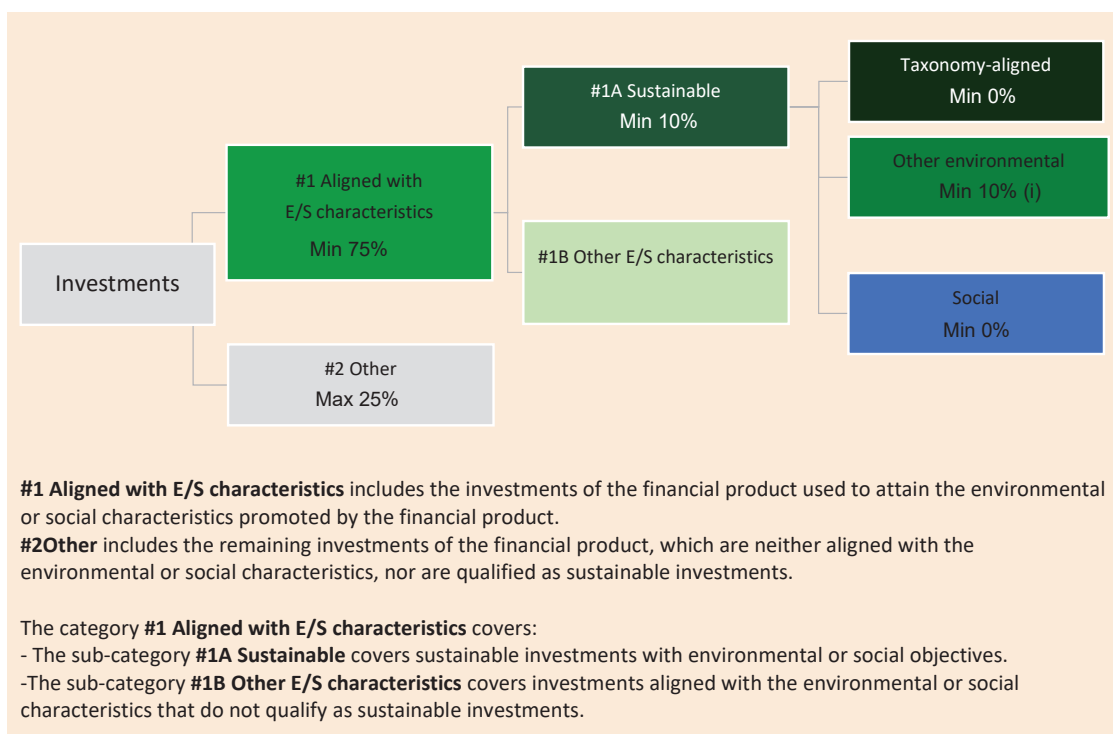 Investments
#1 Aligned with
E/S characteristics
Min 75%
#2 Other
Max 25%
#1A Sustainable
Min 10%
#1B Other E/S characteristics
Taxonomy-aligned
Min 0%
Other environmental
Min 10% (i)
Social
Min 0%
#1 Aligned with E/S characteristics includes the investments of the financial product used to attain the environmental
or social characteristics promoted by the financial product.
#2Other includes the remaining investments of the financial product, which are neither aligned with the
environmental or social characteristics, nor are qualified as sustainable investments.
The category #1 Aligned with E/S characteristics covers:
- The sub-category #1A Sustainable covers sustainable investments with environmental or social objectives.
-The sub-category #1B Other E/S characteristics covers investments aligned with the environmental or social
characteristics that do not qualify as sustainable investments.